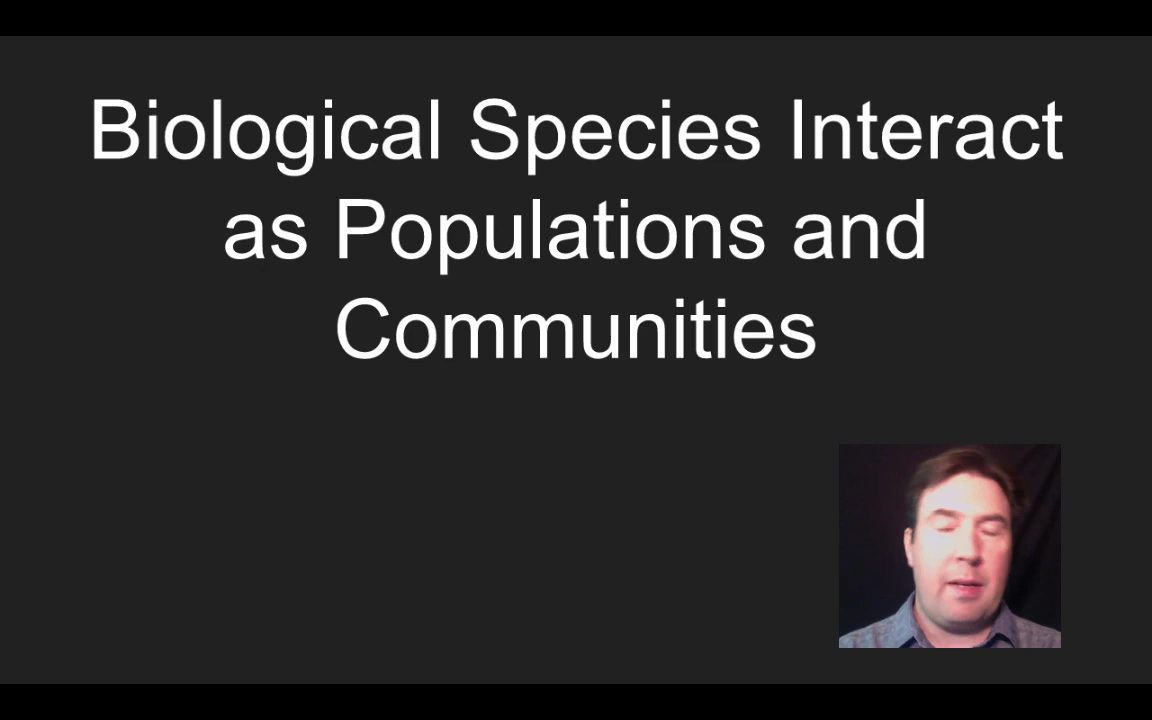 Biological Species Interact
as Populations and
Communities